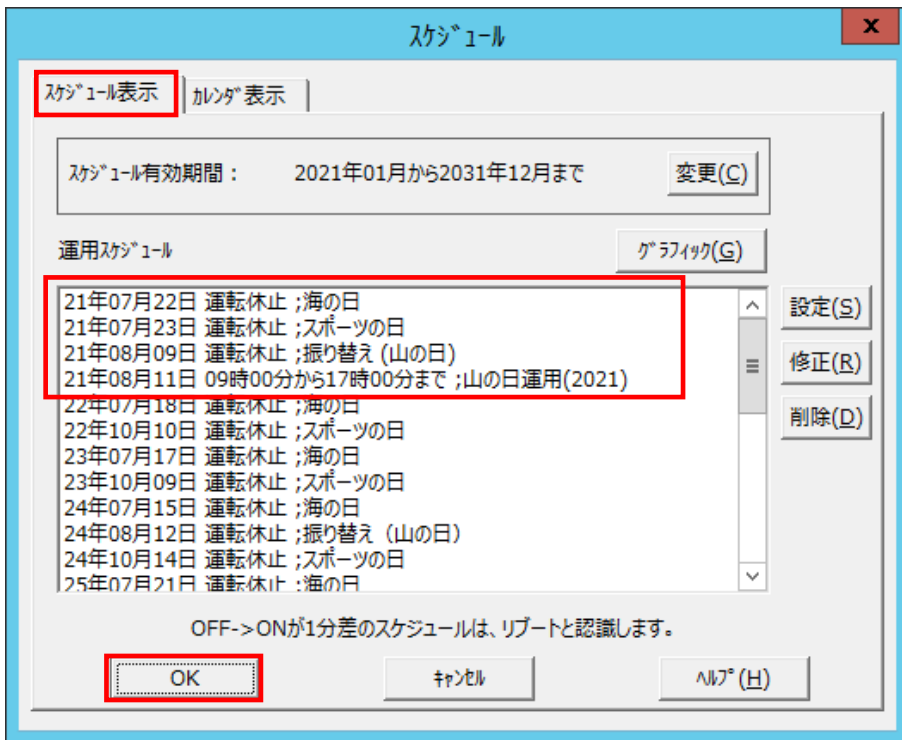 ｽｹｼﾞｭｰﾙ
x
ｽｹｼﾞｭｰﾙ表示
ｶﾚﾝﾀﾞ表示
ｽｹｼﾞｭｰﾙ有効期間： 2021年01月から2031年12月まで 変更(C)
運用ｽｹｼﾞｭｰﾙ ｸﾞﾗﾌｨｯｸ(G)
21年07月22日 運転休止 ;海の日
21年07月23日 運転休止 ;スポーツの日
21年08月09日 運転休止 ;振り替え (山の日)
21年08月11日 09時00分から17時00分まで ;山の日運用(2021)
22年07月18日 運転休止 ;海の日
22年10月10日 運転休止 ;スポーツの日
23年07月17日 運転休止 ;海の日
23年10月09日 運転休止 ;スポーツの日
24年07月15日 運転休止 ;海の日
24年08月12日 運転休止 ;振り替え（山の日）
24年10月14日 運転休止 ;スポーツの日
25年07月21日 運転休止 ;海の日
設定(S)
修正(R)
削除(D)
OFF->ONが1分差のスケジュールは、リブートと認識します。
OK ｷｬﾝｾﾙ ﾍﾙﾌﾟ(H)